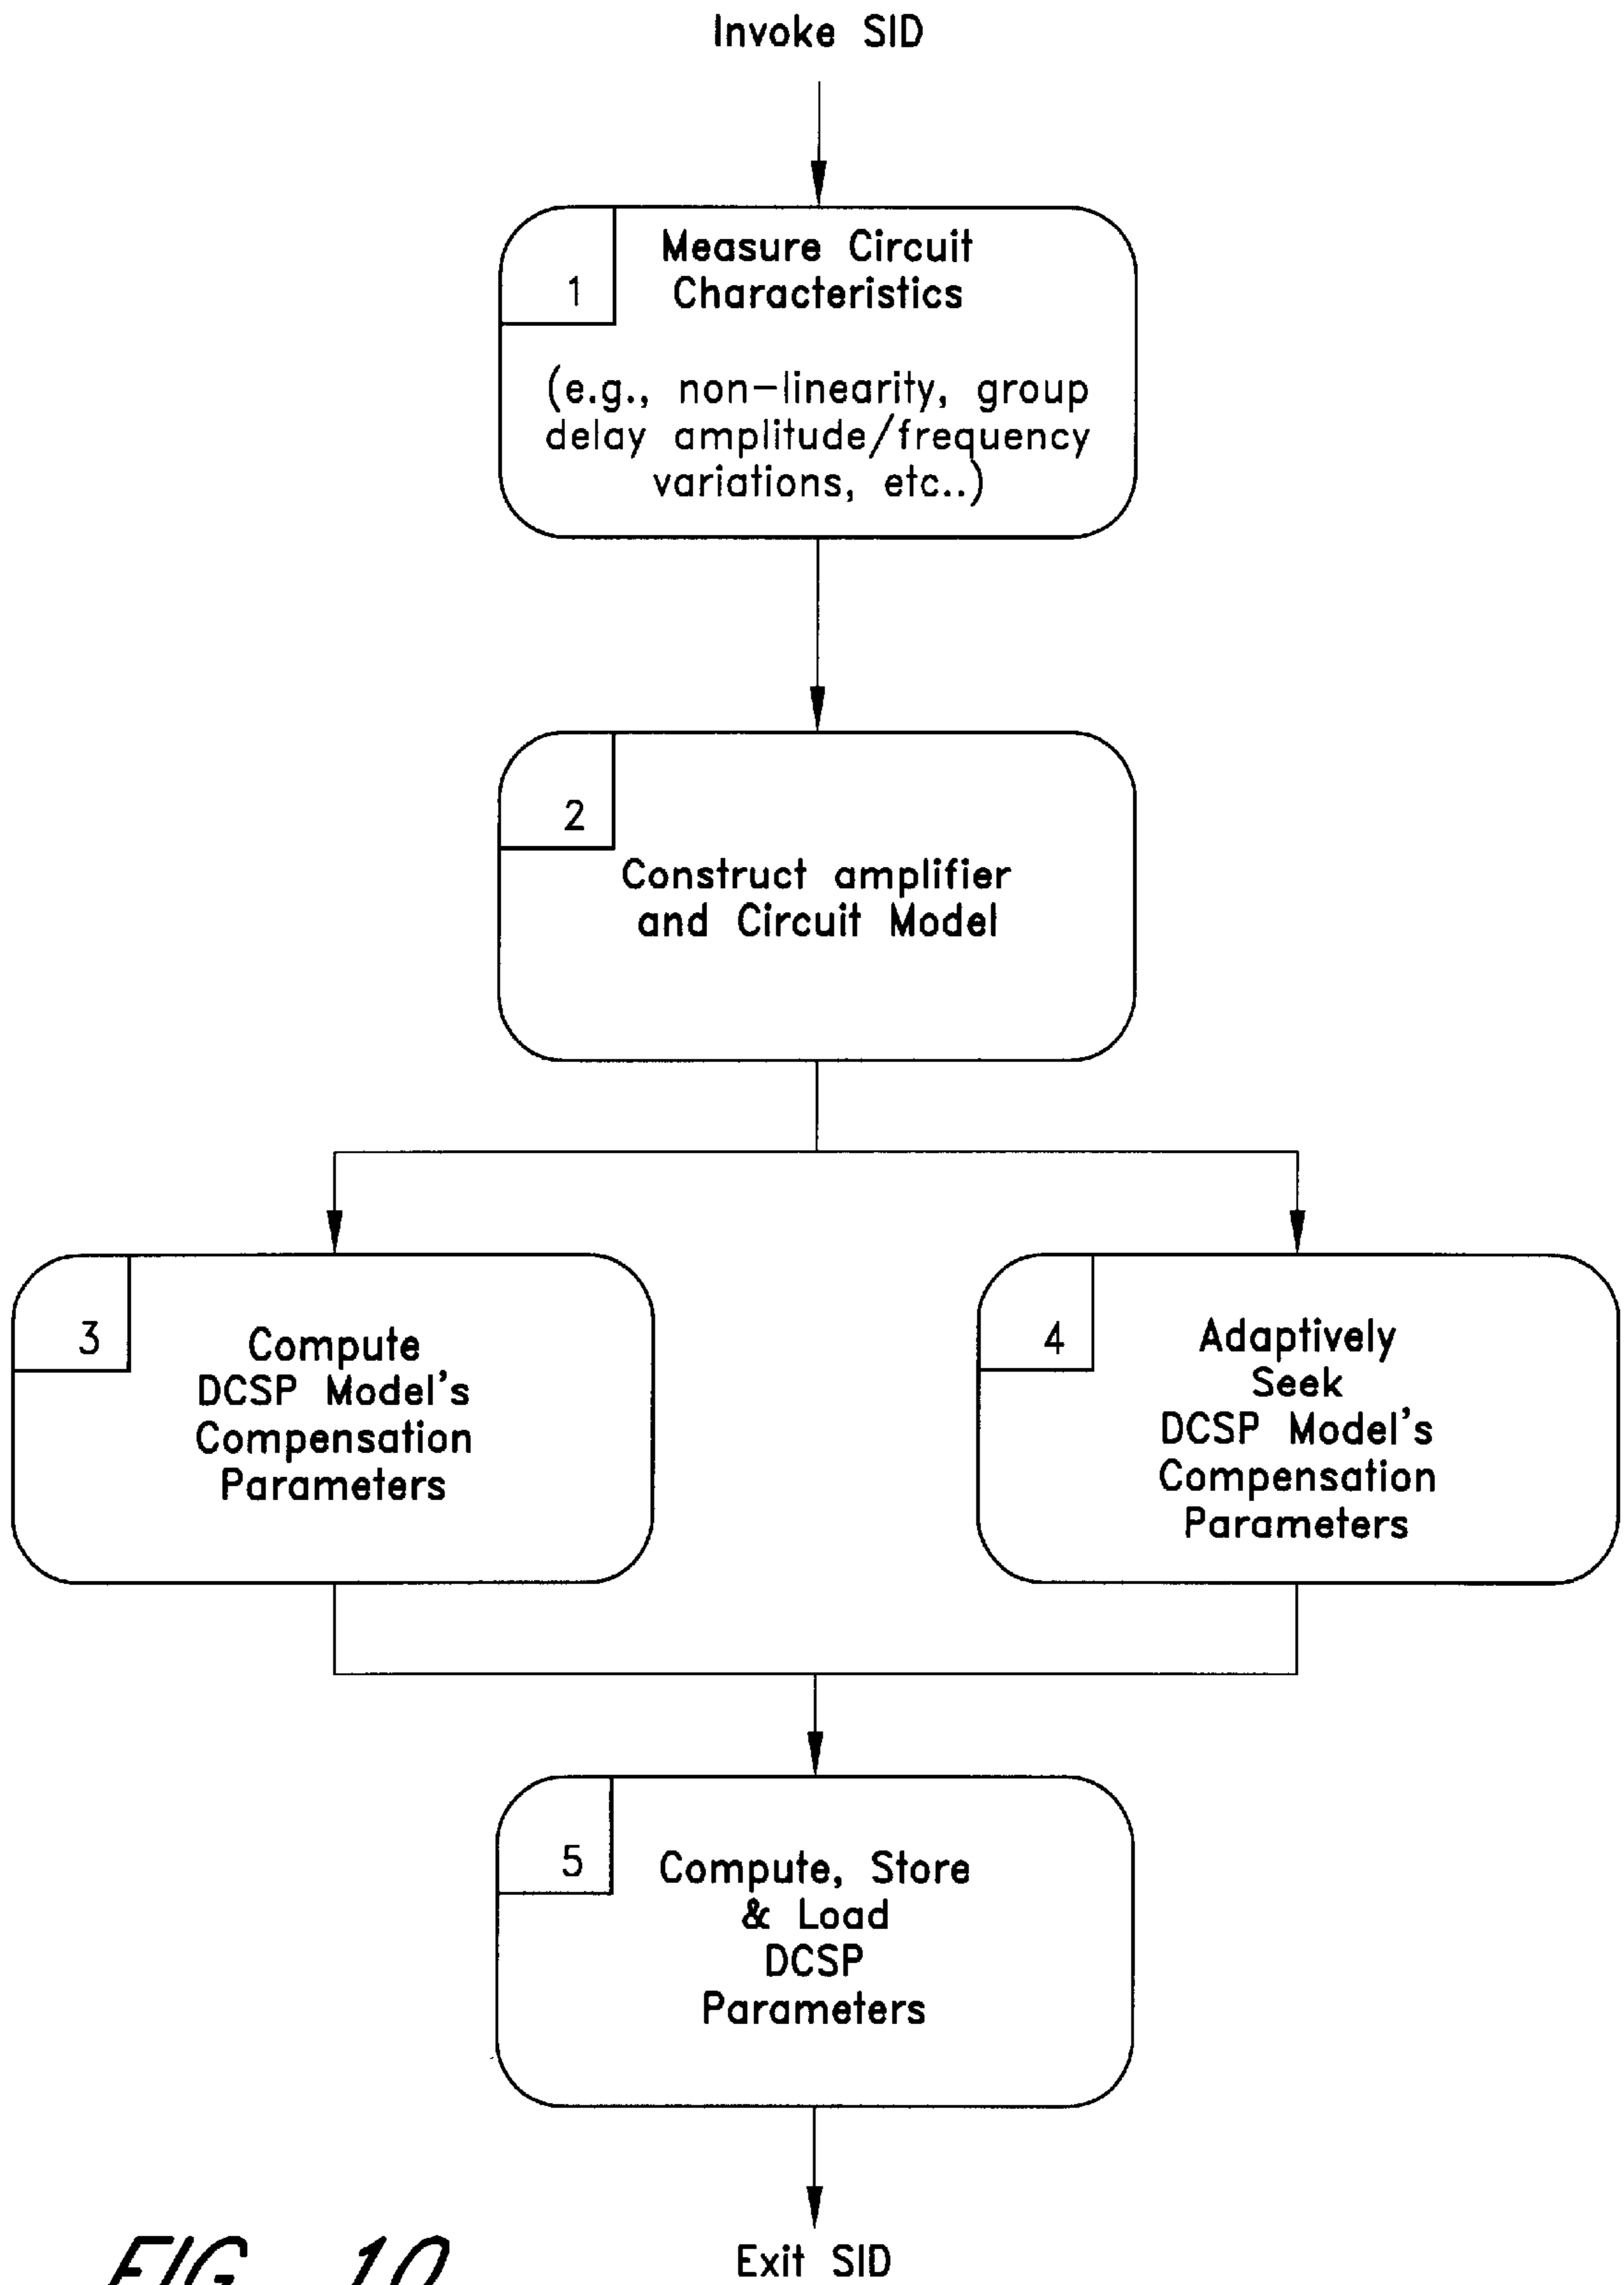 Invoke SID
1
Measure Circuit
Characteristics
(e.g., non-linearity, group
delay amplitude/frequency
variations, etc..)
2
Construct amplifier
and Circuit Model
3
Compute
DCSP Model's
Compensation
Parameters
4
Adaptively
Seek
DCSP Model's
Compensation
Parameters
5
Compute, Store
& Load
DCSP
Parameters
Exit SID
FIG. 10